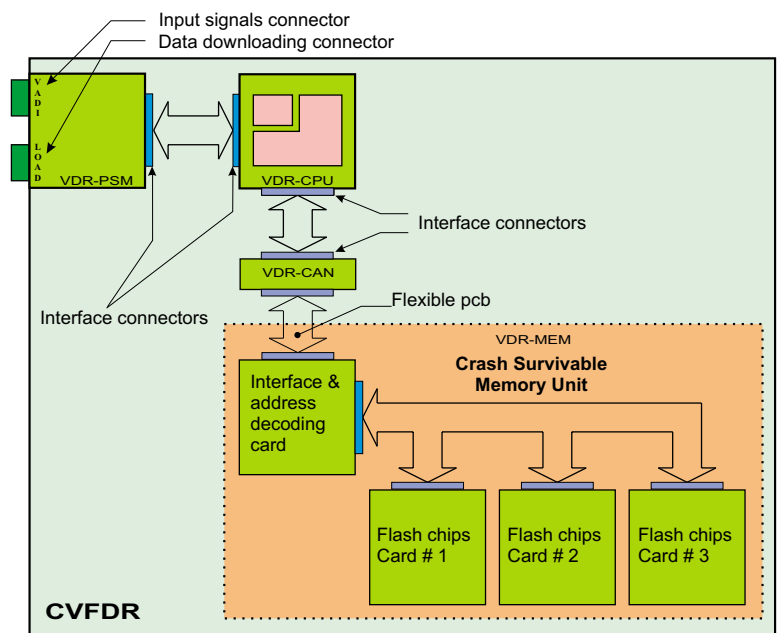 Input signals connector
Data downloading connector
VADI
LOAD
VDR-PSM
VDR-CPU
Interface connectors
VDR-CAN
Interface connectors
Flexible pcb
VDR-MEM
Crash Survivable
Memory Unit
Interface &
address
decoding
card
Flash chips
Card # 1
Flash chips
Card # 2
Flash chips
Card # 3
CVFDR